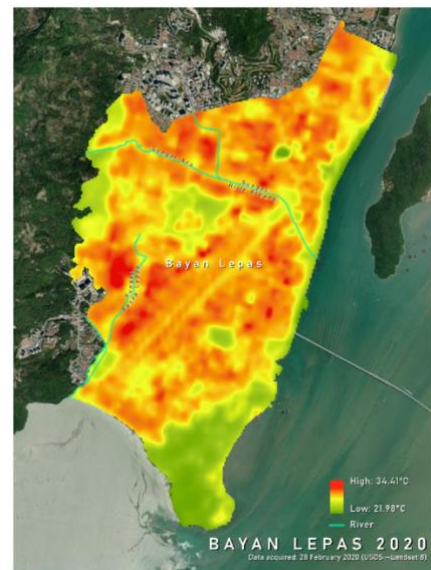 Bayan Lepas
High: 34.41°C
Low: 21.98°C
River
BAYAN LEPAS 2020
Data acquired: 28 February 2020 (USGS-Landsat 8)